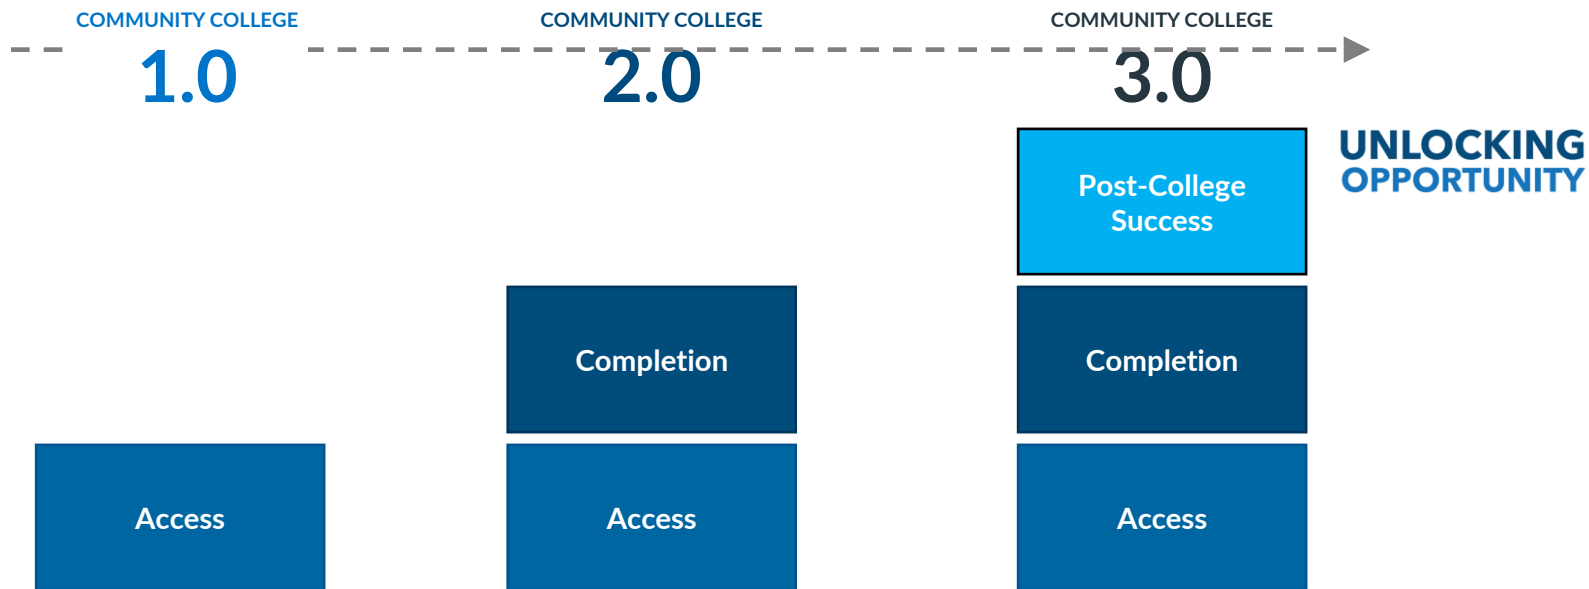 COMMUNITY COLLEGE
1.0
COMMUNITY COLLEGE
2.0
COMMUNITY COLLEGE
3.0
UNLOCKING
OPPORTUNITY
Post-College
Success
Completion
Completion
Access
Access
Access